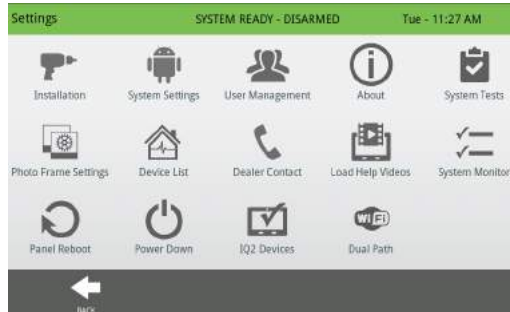 Settings SYSTEM READY - DISARMED Tue - 11:27 AM
Installation System Settings User Management About System Tests
Photo Frame Settings Device List Dealer Contact Load Help Videos System Monitor
WiFi
Panel Reboot Power Down IQ2 Devices Dual Path
BACK